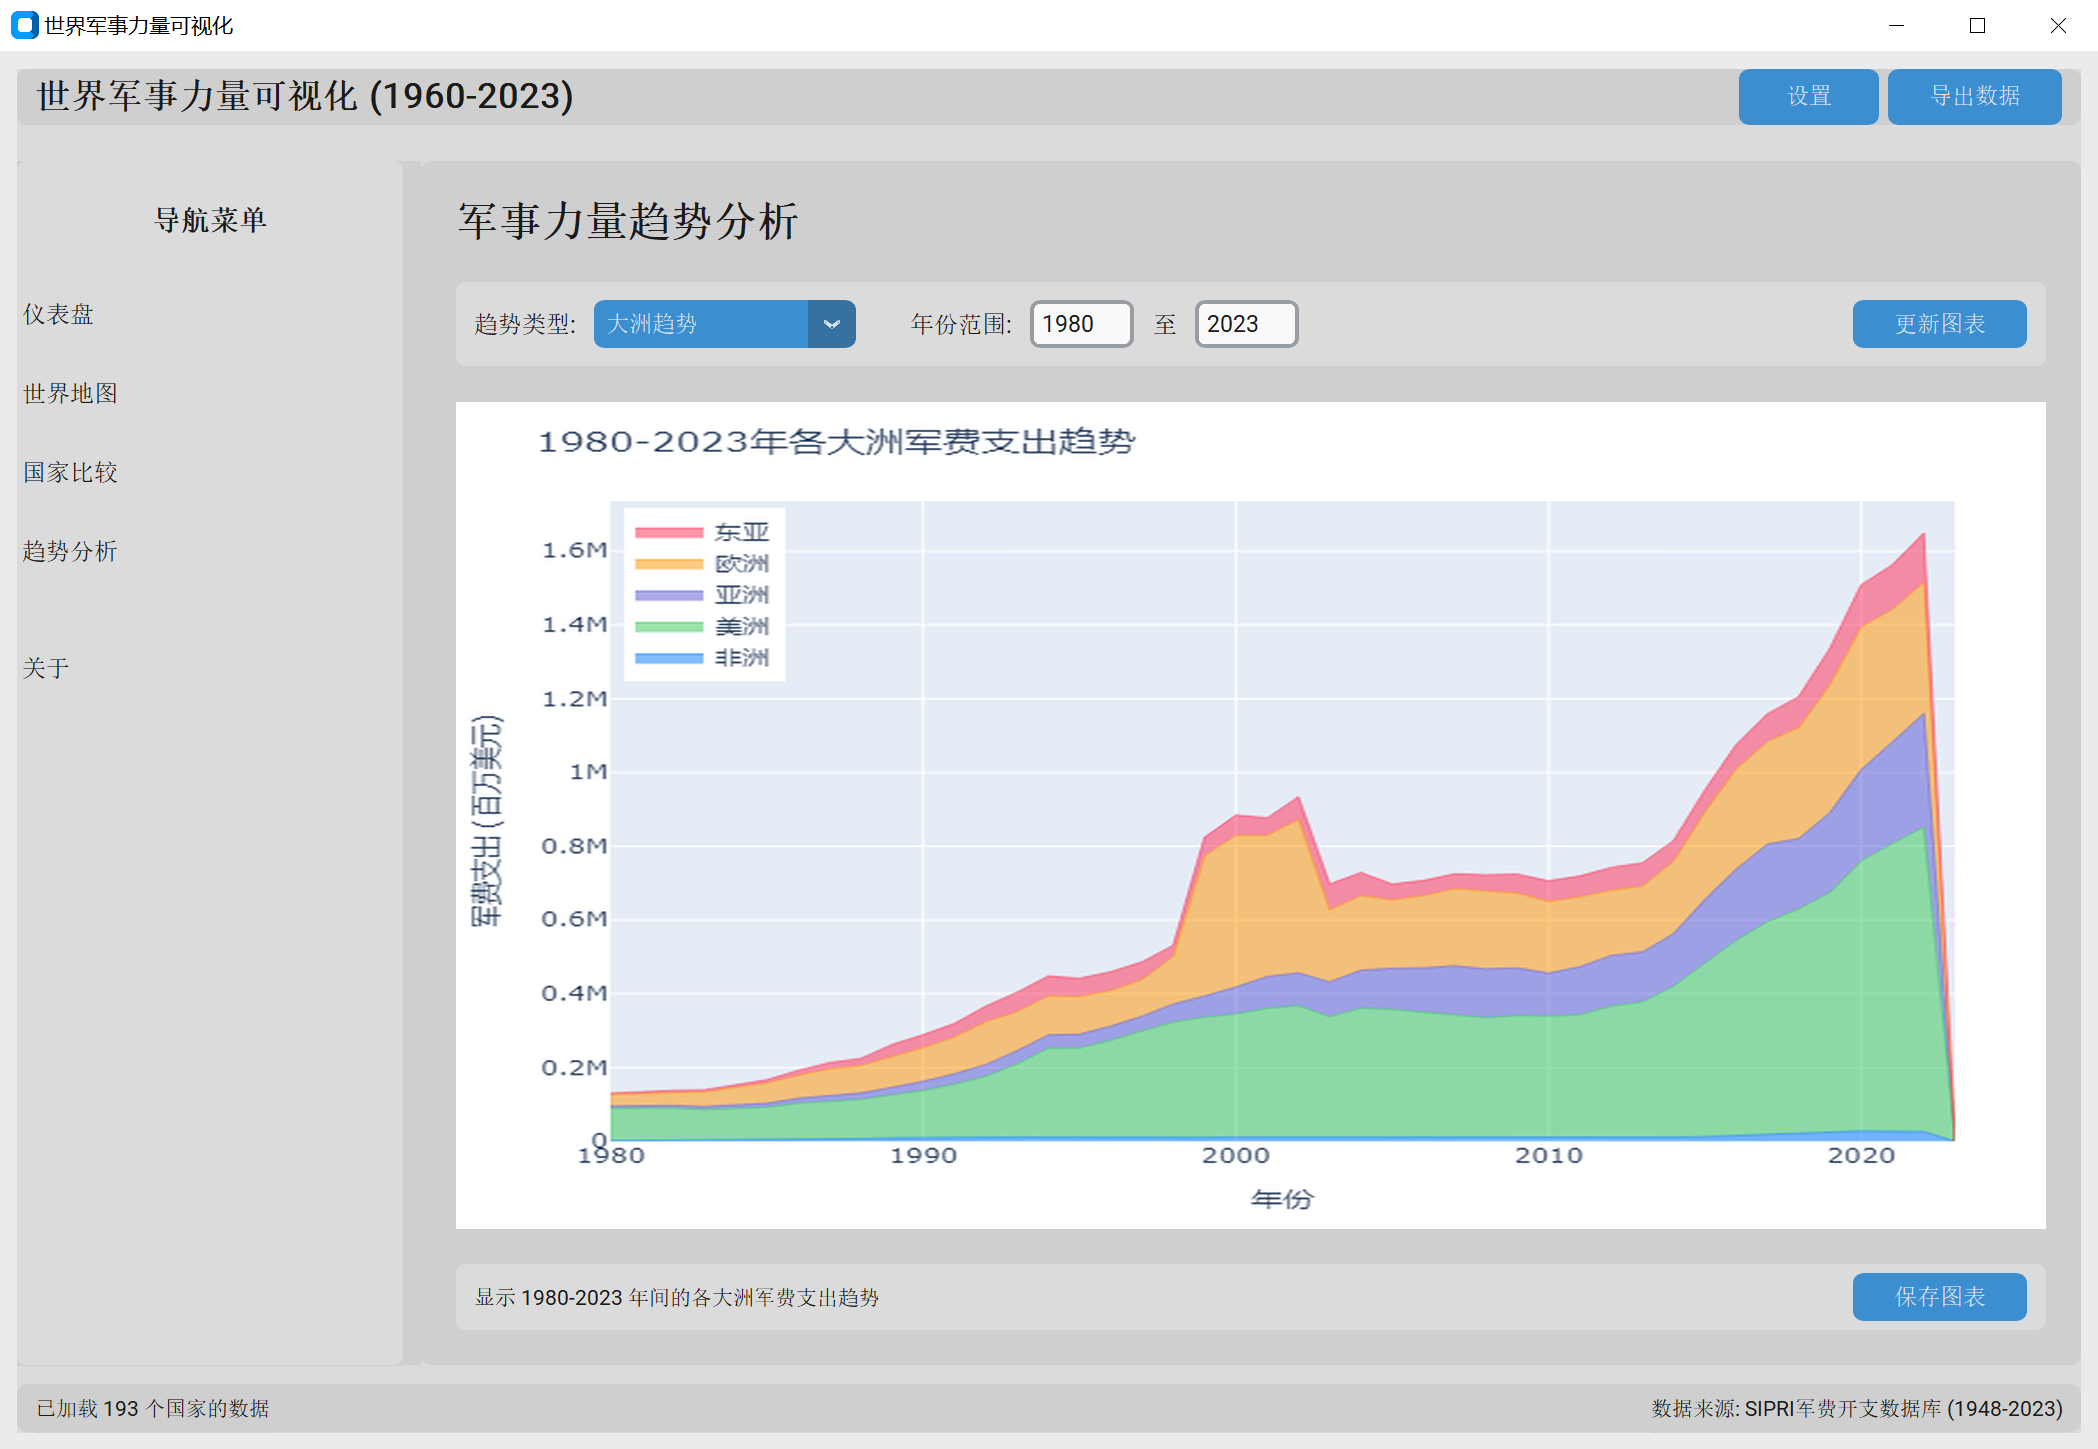 世界军事力量可视化
世界军事力量可视化 (1960-2023)
设置
导出数据
导航菜单
仪表盘
世界地图
国家比较
趋势分析
关于
军事力量趋势分析
趋势类型:
大洲趋势
年份范围:
1980
至
2023
更新图表
1980-2023年各大洲军费支出趋势
东亚
欧洲
亚洲
美洲
非洲
军费支出(百万美元)
1.6M
1.4M
1.2M
1M
0.8M
0.6M
0.4M
0.2M
0
1980
1990
2000
2010
2020
年份
显示 1980-2023 年间的各大洲军费支出趋势
保存图表
已加载 193 个国家的数据
数据来源: SIPRI军费开支数据库 (1948-2023)